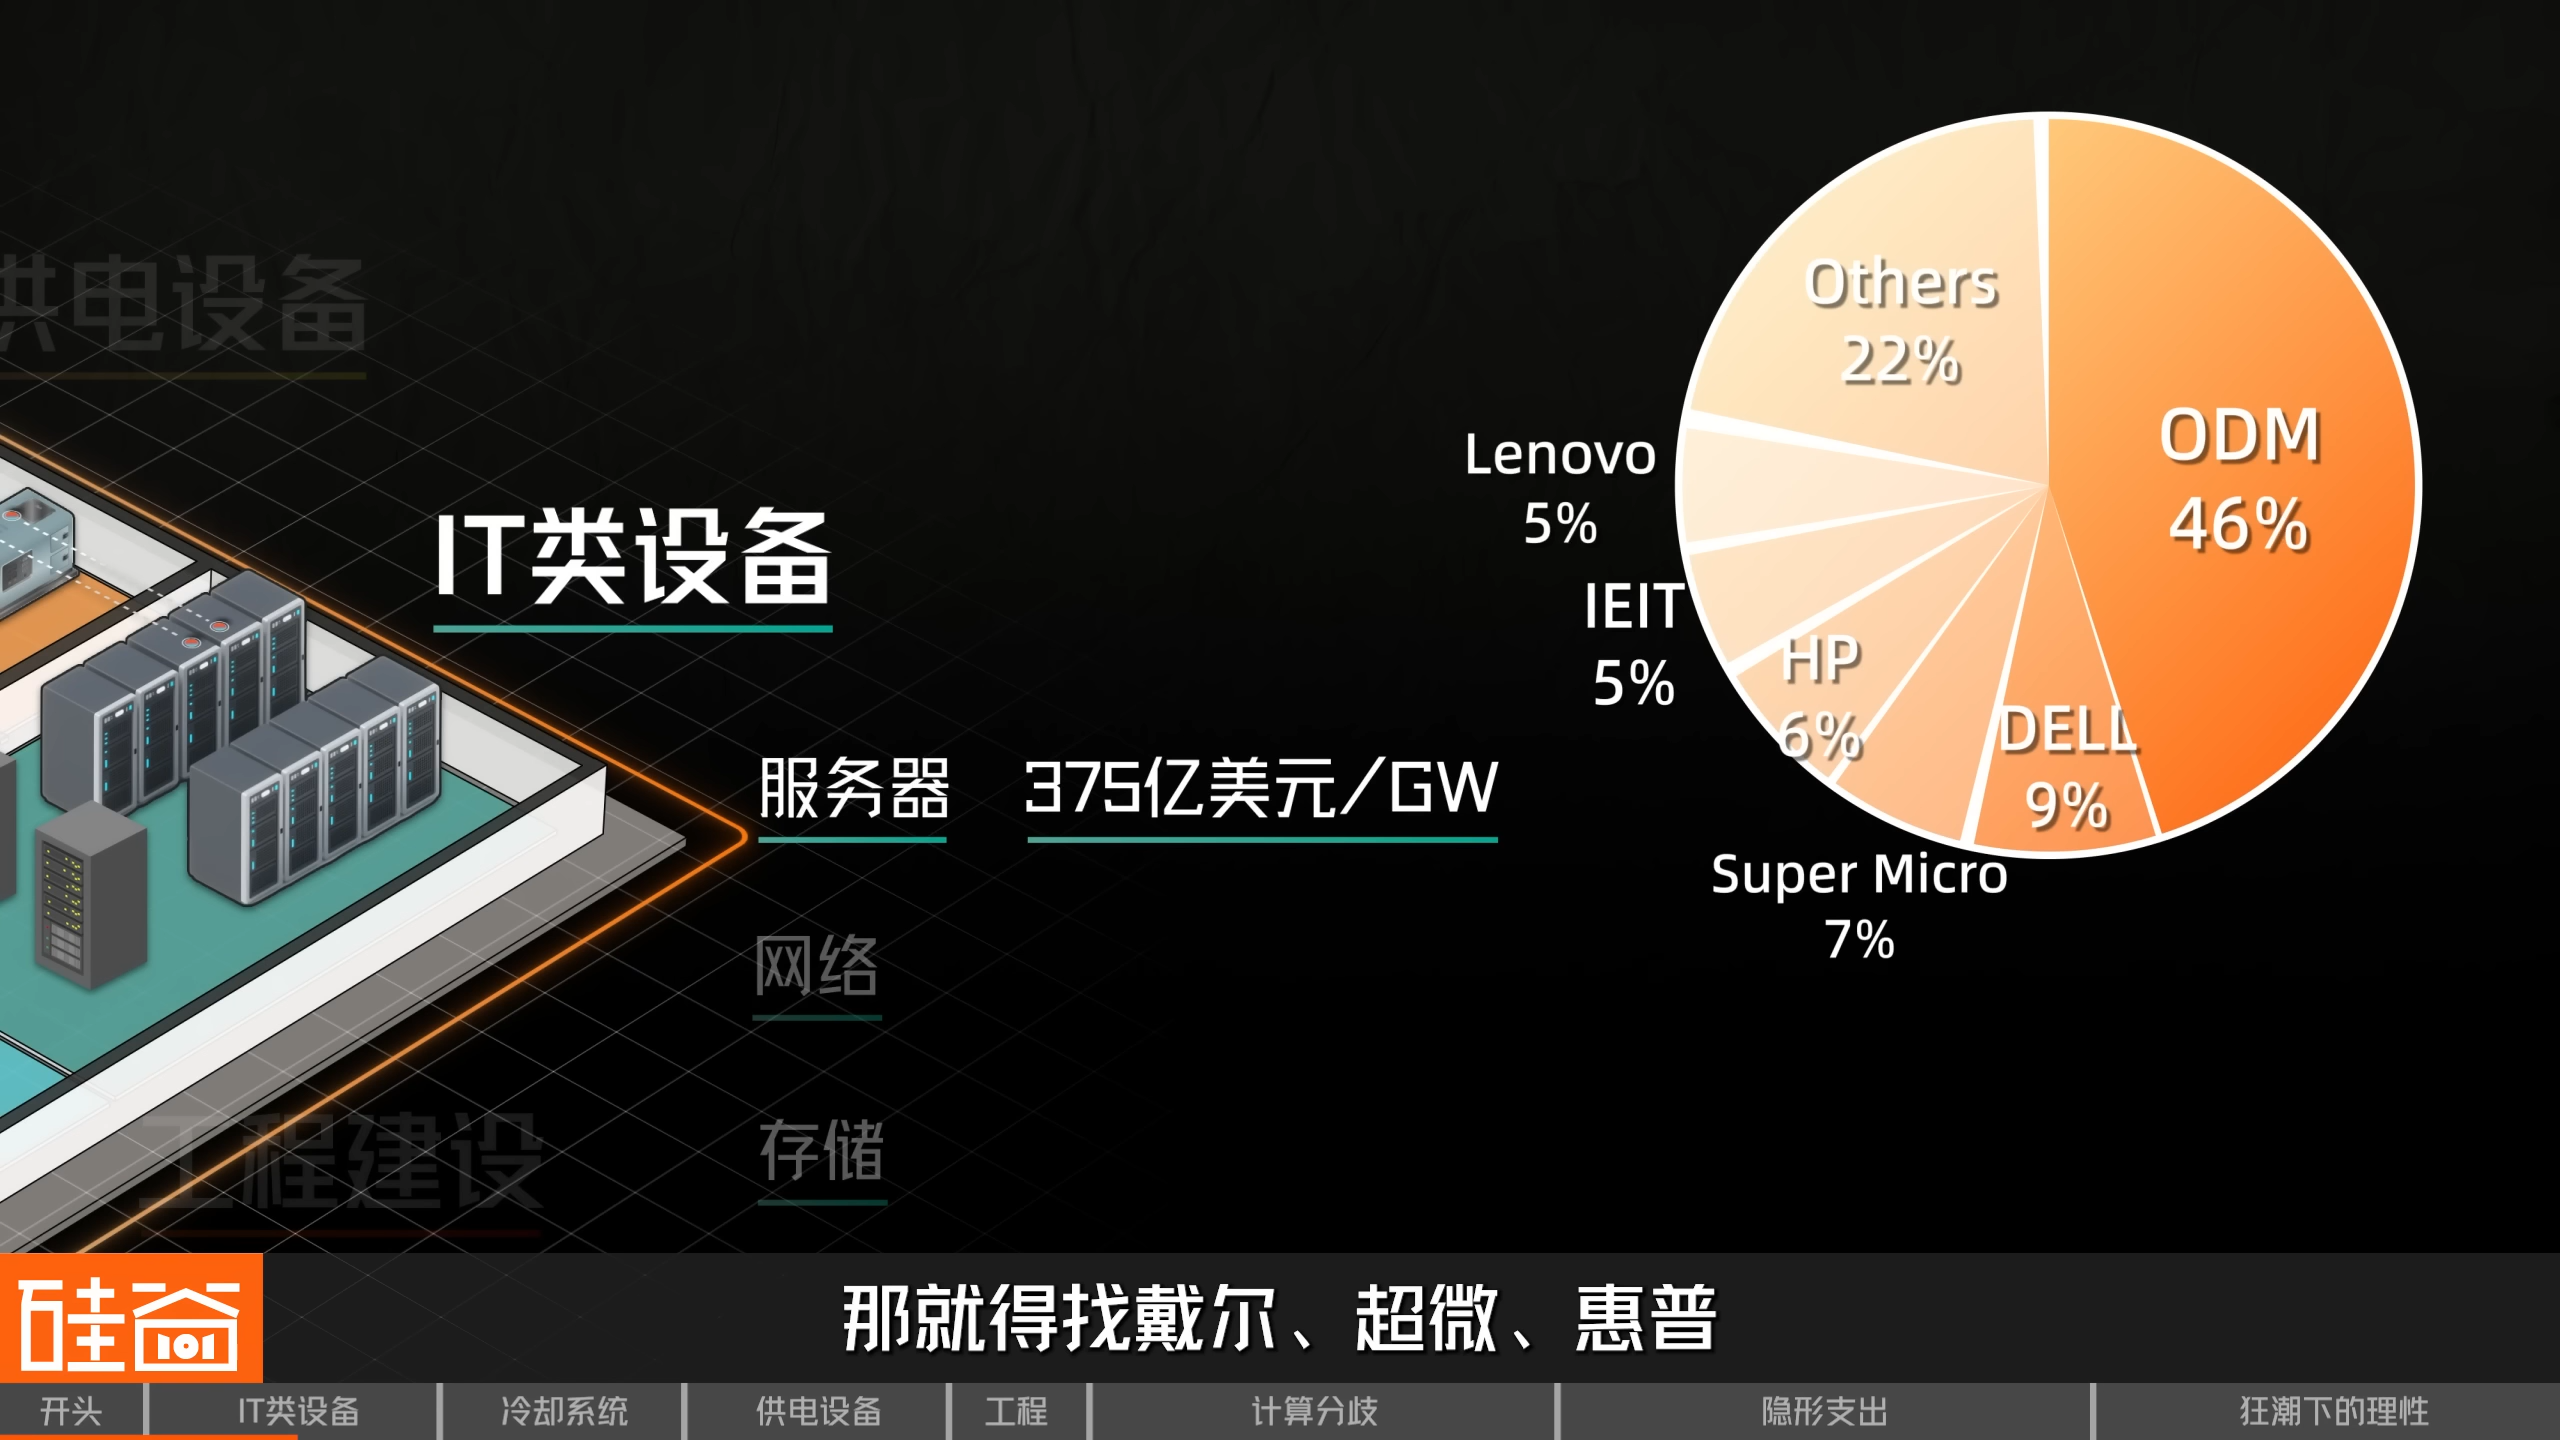 供电设备
IT类设备
服务器 375亿美元/GW
网络
存储
工程建设
Others
22%
ODM
46%
Lenovo
5%
IEIT
5%
HP
6%
DELL
9%
Super Micro
7%
硅谷
101
那就得找戴尔、超微、惠普
开头 IT类设备 冷却系统 供电设备 工程 计算分歧 隐形支出 狂潮下的理性